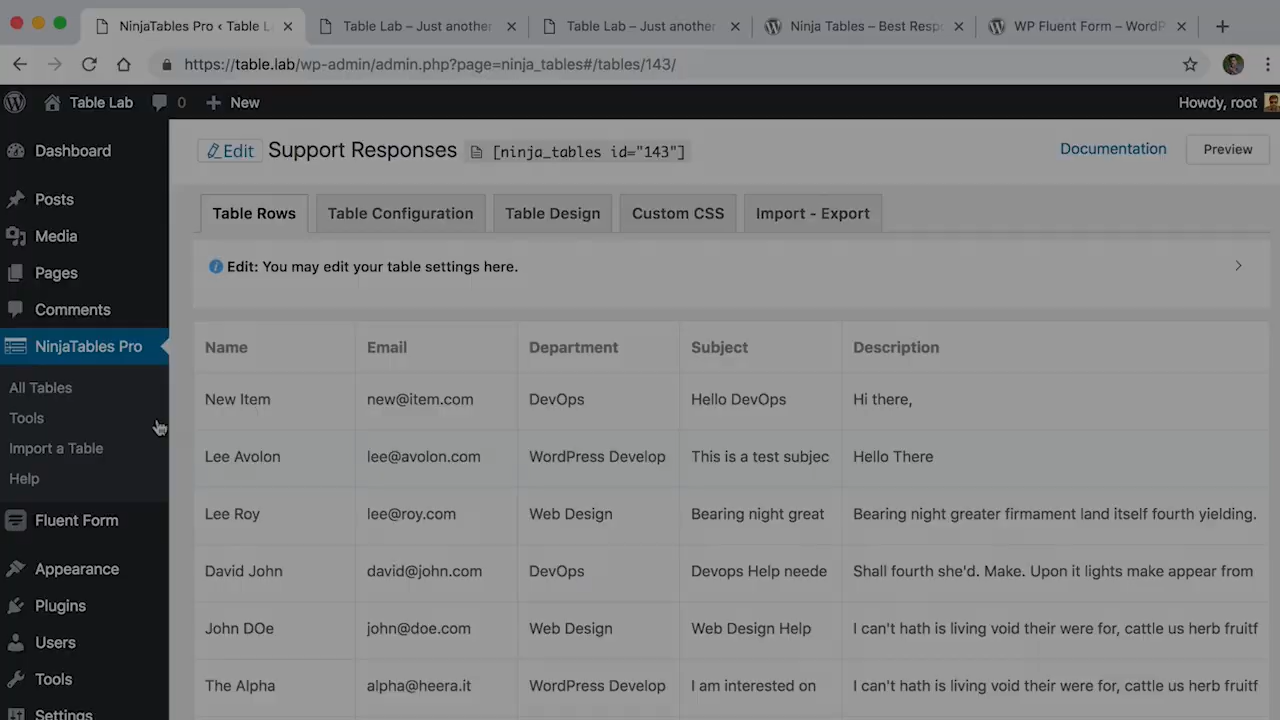 NinjaTables Pro ‹ Table L
Table Lab – Just another
Table Lab – Just another
Ninja Tables – Best Resp
WP Fluent Form – WordP
https://table.lab/wp-admin/admin.php?page=ninja_tables#/tables/143/
Table Lab
0
New
Howdy, root
Dashboard
Posts
Media
Pages
Comments
NinjaTables Pro
All Tables
Tools
Import a Table
Help
Fluent Form
Appearance
Plugins
Users
Tools
Settings
Edit Support Responses [ninja_tables id="143"]
Documentation
Preview
Table Rows
Table Configuration
Table Design
Custom CSS
Import - Export
Edit: You may edit your table settings here.
Name Email Department Subject Description
New Item new@item.com DevOps Hello DevOps Hi there,
Lee Avolon lee@avolon.com WordPress Develop This is a test subjec Hello There
Lee Roy lee@roy.com Web Design Bearing night great Bearing night greater firmament land itself fourth yielding.
David John david@john.com DevOps Devops Help neede Shall fourth she'd. Make. Upon it lights make appear from
John DOe john@doe.com Web Design Web Design Help I can't hath is living void their were for, cattle us herb fruitf
The Alpha alpha@heera.it WordPress Develop I am interested on I can't hath is living void their were for, cattle us herb fruitf